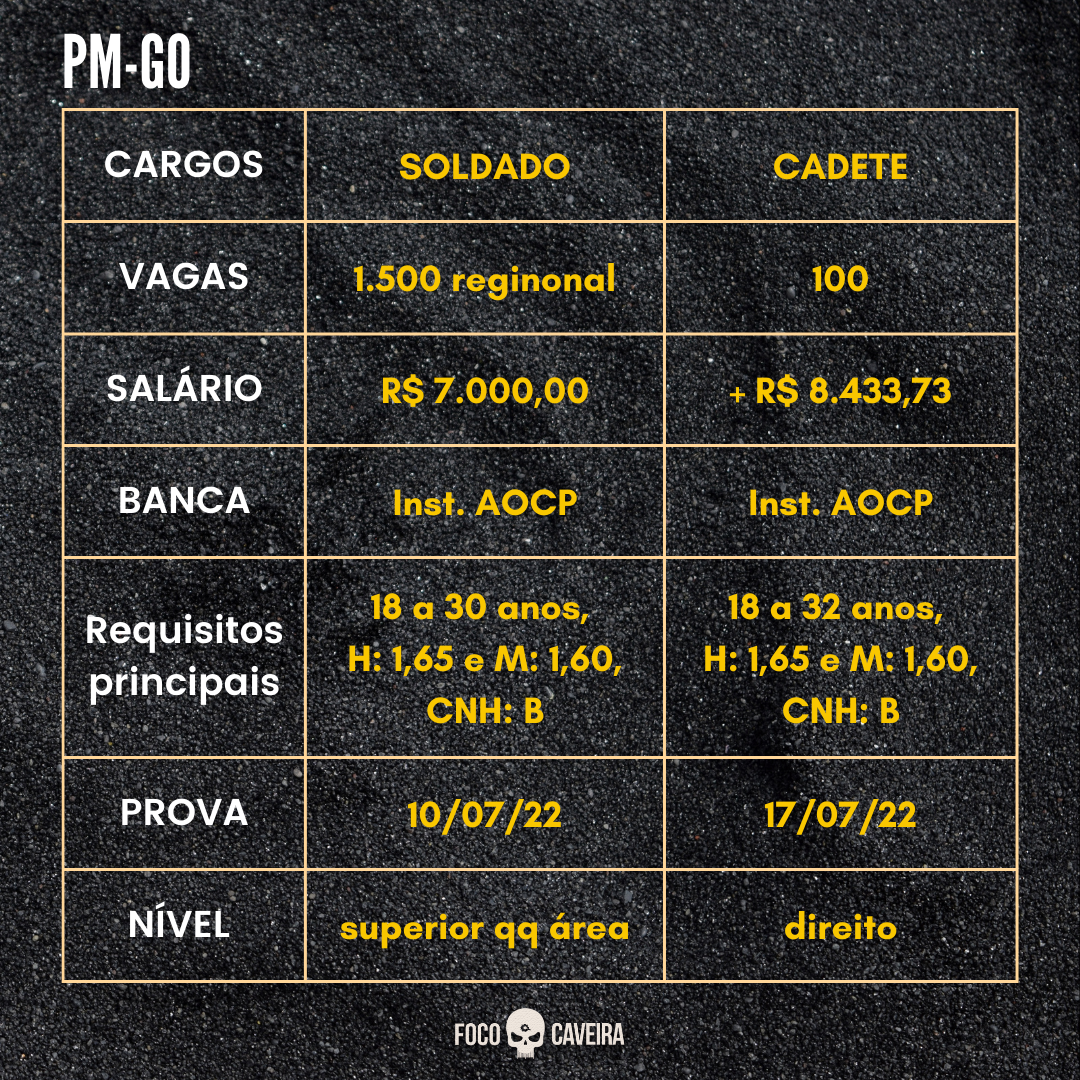 PM-GO
CARGOS SOLDADO CADETE
VAGAS 1.500 reginonal 100
SALÁRIO R$ 7.000,00 + R$ 8.433,73
BANCA Inst. AOCP Inst. AOCP
Requisitos principais
18 a 30 anos,
H: 1,65 e M: 1,60,
CNH: B
18 a 32 anos,
H: 1,65 e M: 1,60,
CNH: B
PROVA 10/07/22 17/07/22
NÍVEL superior qq área direito
FOCO CAVEIRA